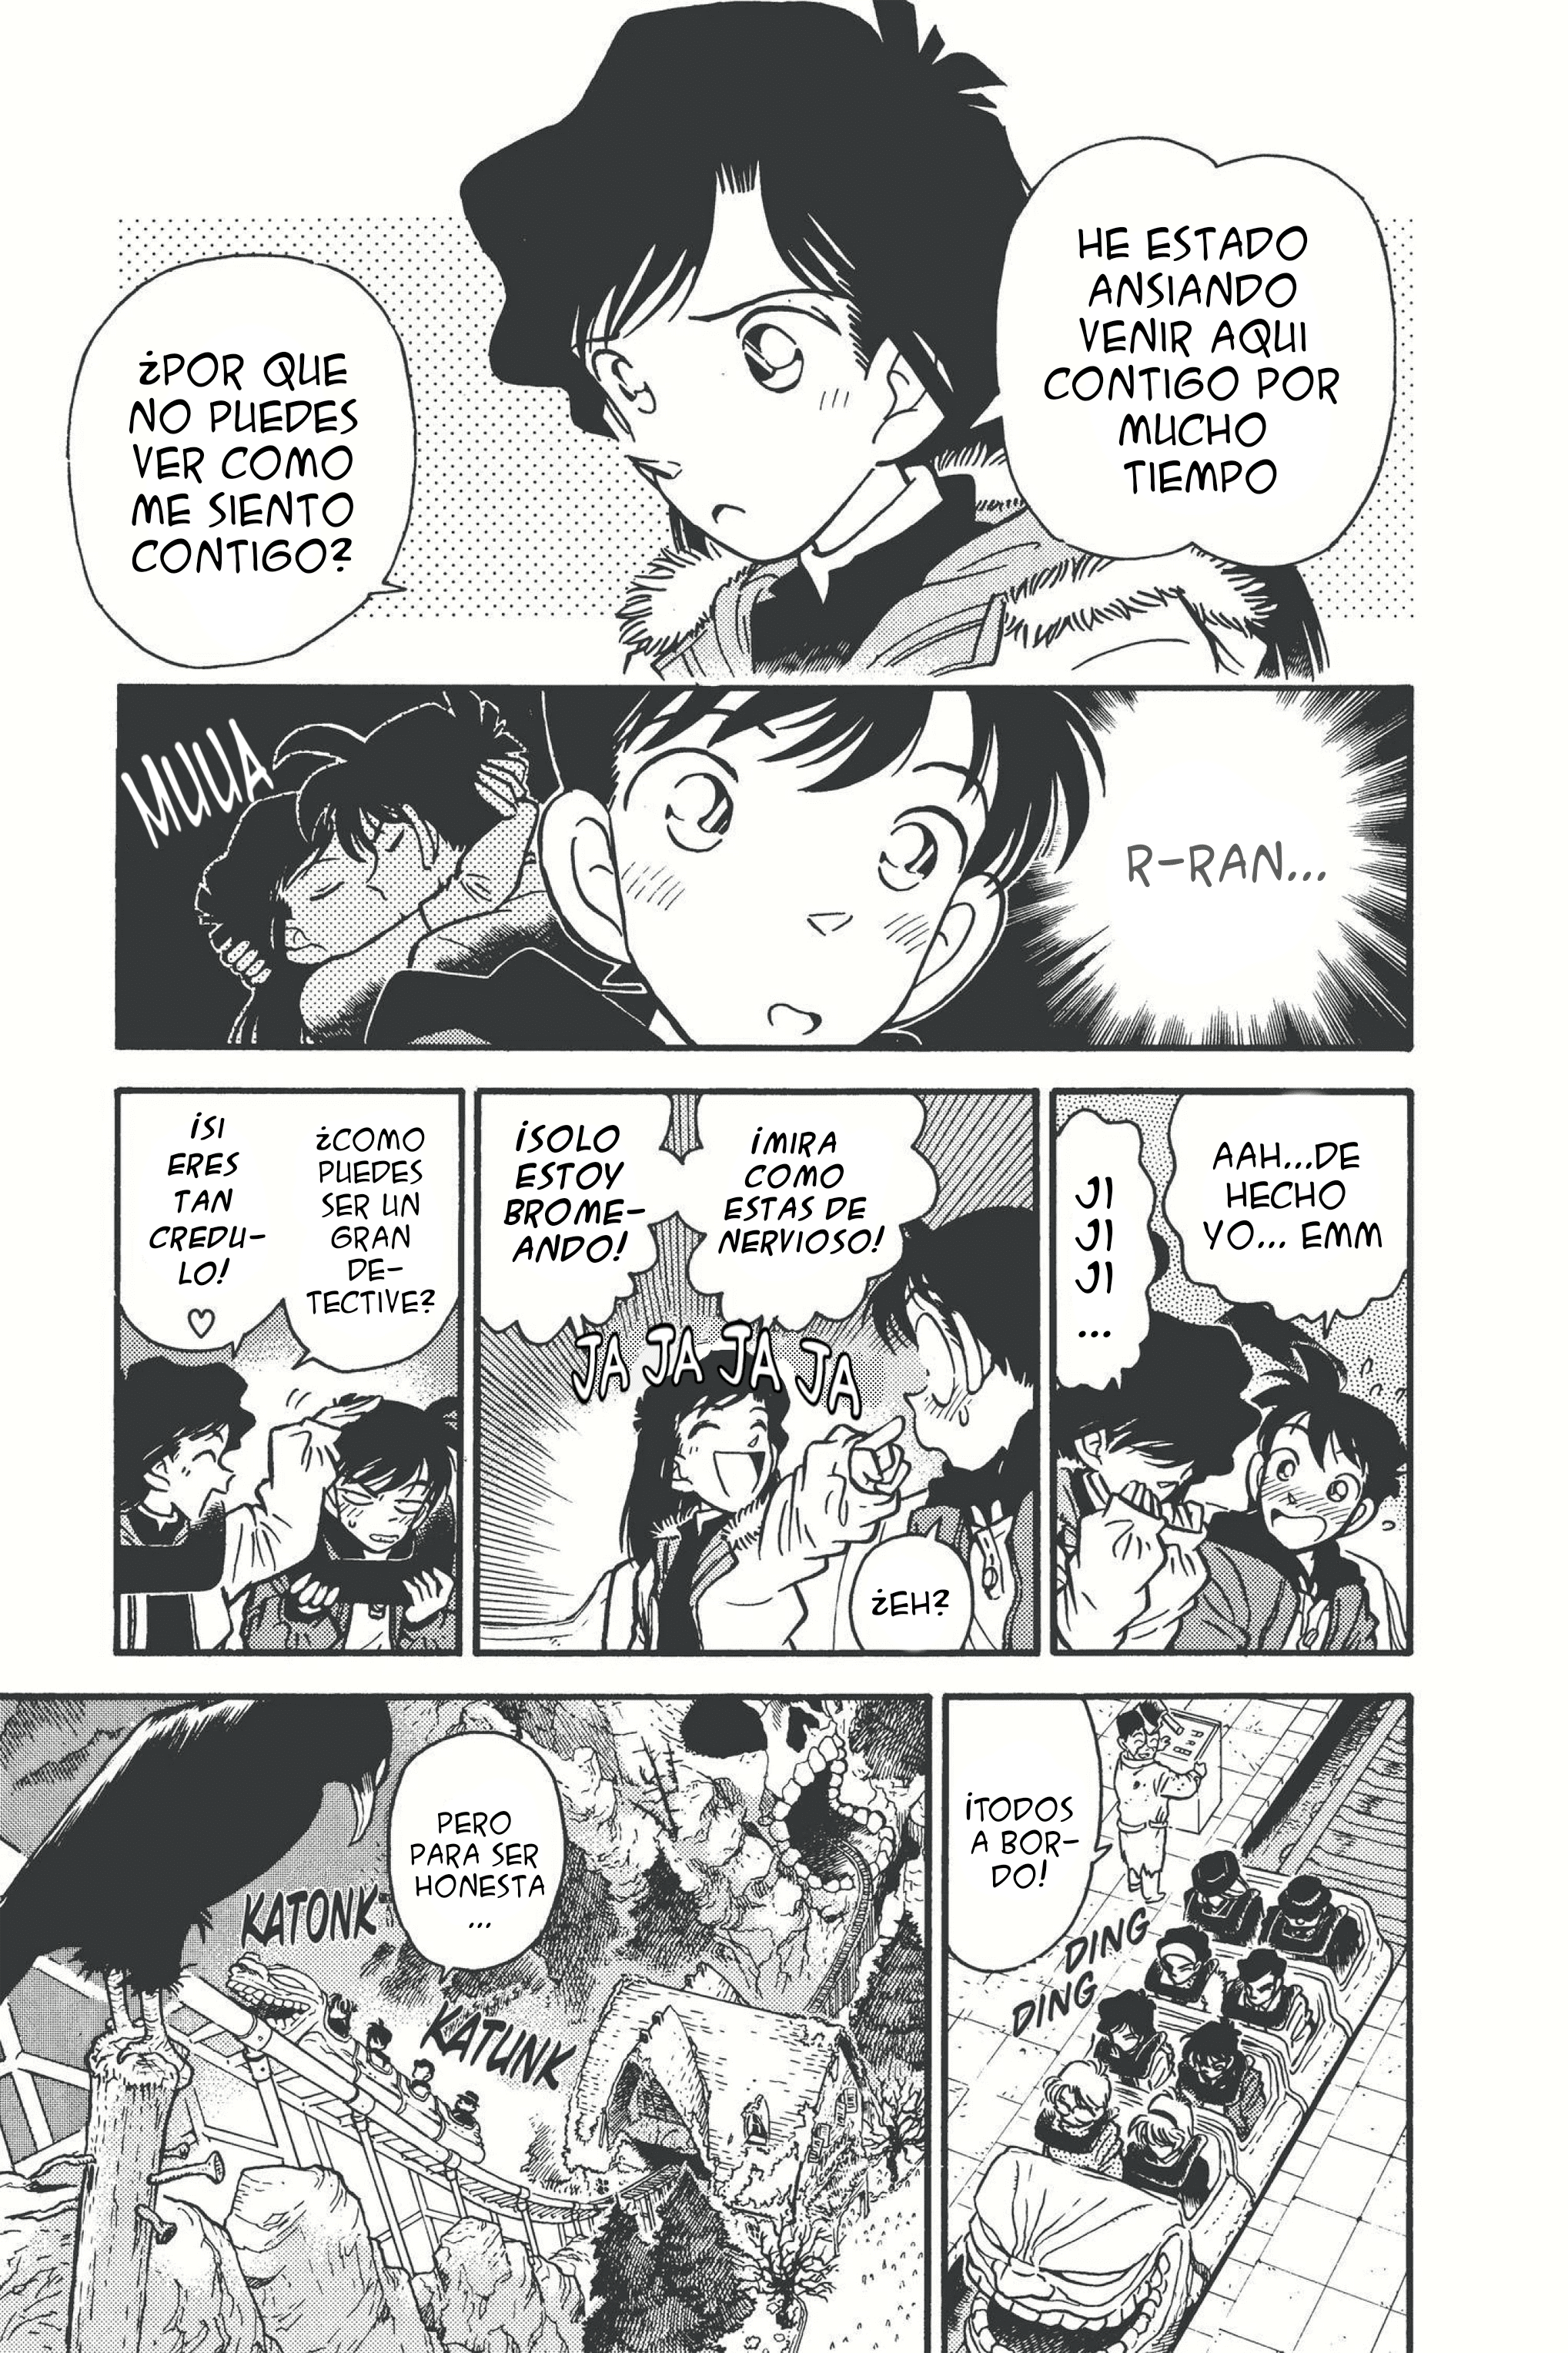 HE ESTADO
ANSIANDO
VENIR AQUI
CONTIGO POR
MUCHO
TIEMPO
¿POR QUE
NO PUEDES
VER COMO
ME SIENTO
CONTIGO?
R-RAN...
MUUA
AAH...DE
HECHO
YO... EMM
JI
JI
JI
...
¡MIRA
COMO
ESTAS DE
NERVIOSO!
¡SOLO
ESTOY
BROME-
ANDO!
JA JA JA JA
¿EH?
¿COMO
PUEDES
SER UN
GRAN
DE-
TECTIVE?
¡SI
ERES
TAN
CREDU-
LO!
♡
¡TODOS
A BOR-
DO!
DING
DING
PERO
PARA SER
HONESTA
...
KATONK
KATUNK